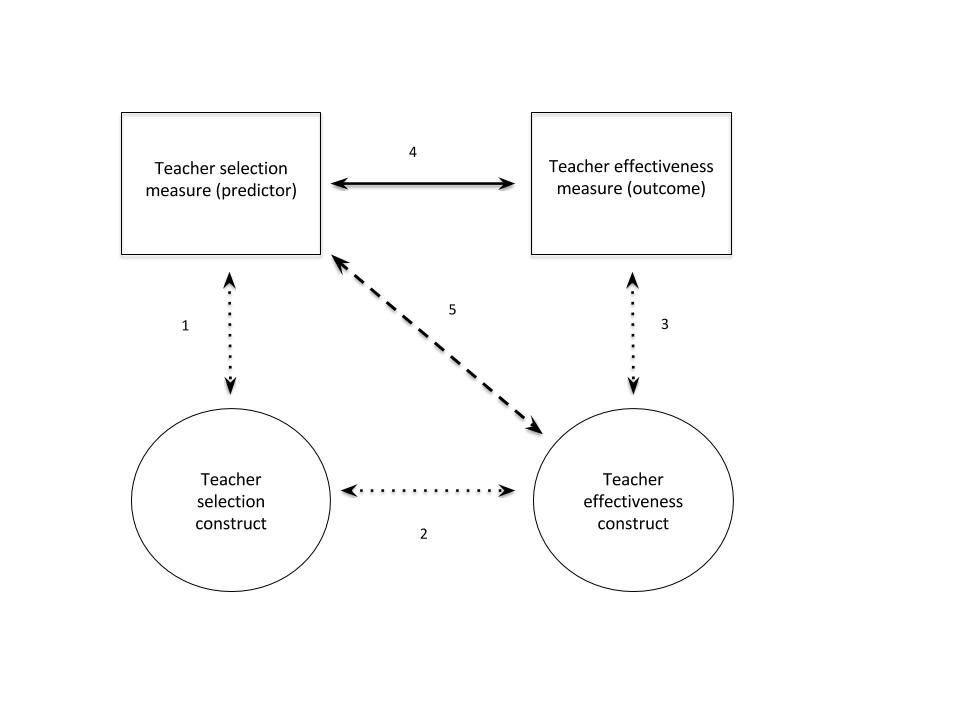 Teacher selection
measure (predictor)
4
Teacher effectiveness
measure (outcome)
1
5
3
Teacher
selection
construct
2
Teacher
effectiveness
construct